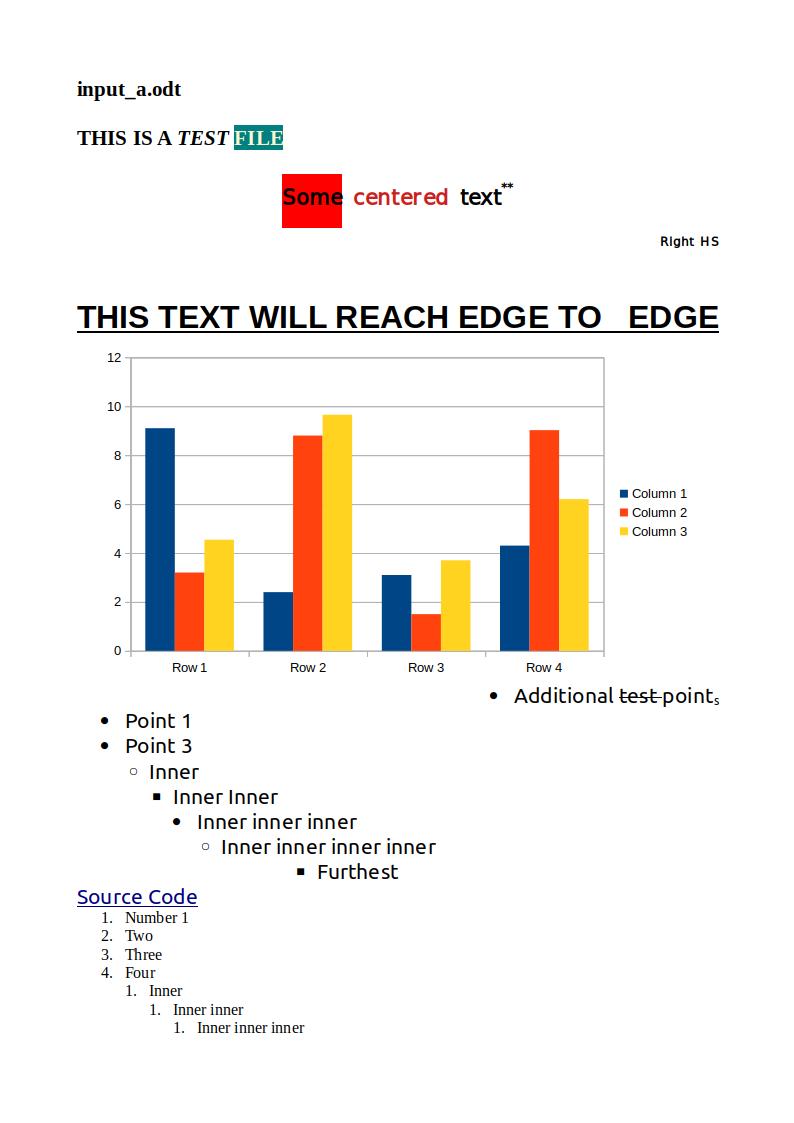 input_a.odt
THIS IS A TEST FILE
Some centered text**
Right HS
THIS TEXT WILL REACH EDGE TO EDGE
12
10
8
6
4
2
0
Row 1 Row 2 Row 3 Row 4
Column 1
Column 2
Column 3
• Additional test points
• Point 1
• Point 3
○ Inner
▪ Inner Inner
• Inner inner inner
○ Inner inner inner inner
▪ Furthest
Source Code
1. Number 1
2. Two
3. Three
4. Four
1. Inner
1. Inner inner
1. Inner inner inner